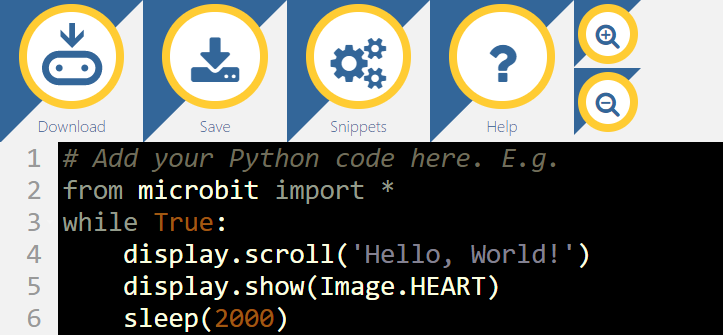 Download Save Snippets Help
1 # Add your Python code here. E.g.
2 from microbit import *
3 while True:
4     display.scroll('Hello, World!')
5     display.show(Image.HEART)
6     sleep(2000)